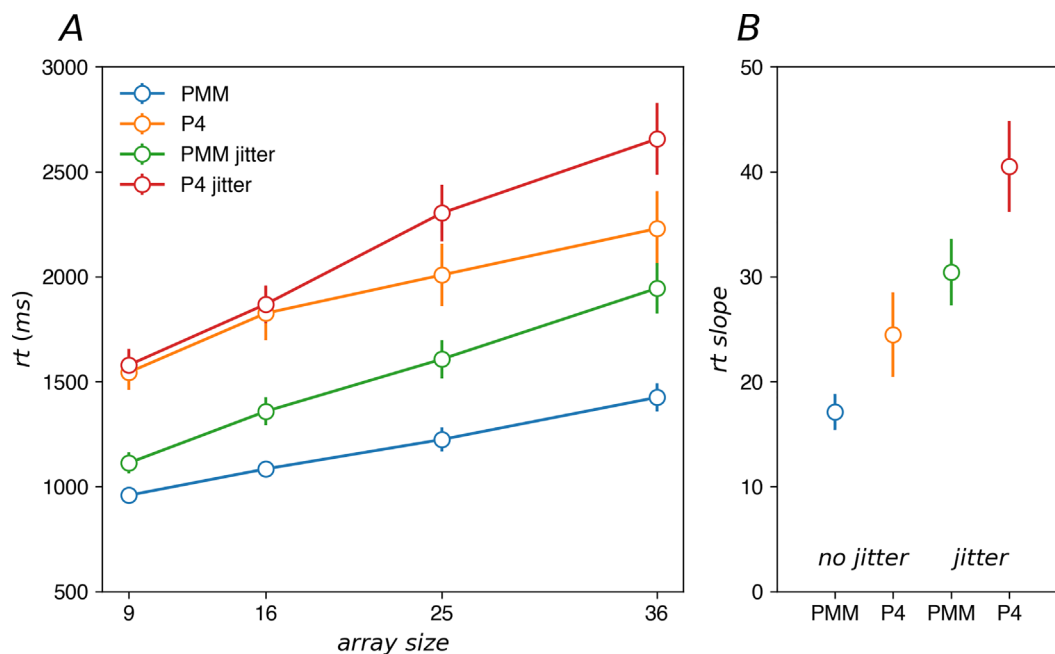 A
3000
2500
2000
1500
1000
500
rt (ms)
PMM
P4
PMM jitter
P4 jitter
9 16 25 36
array size
B
50
40
30
20
10
0
rt slope
no jitter jitter
PMM P4 PMM P4